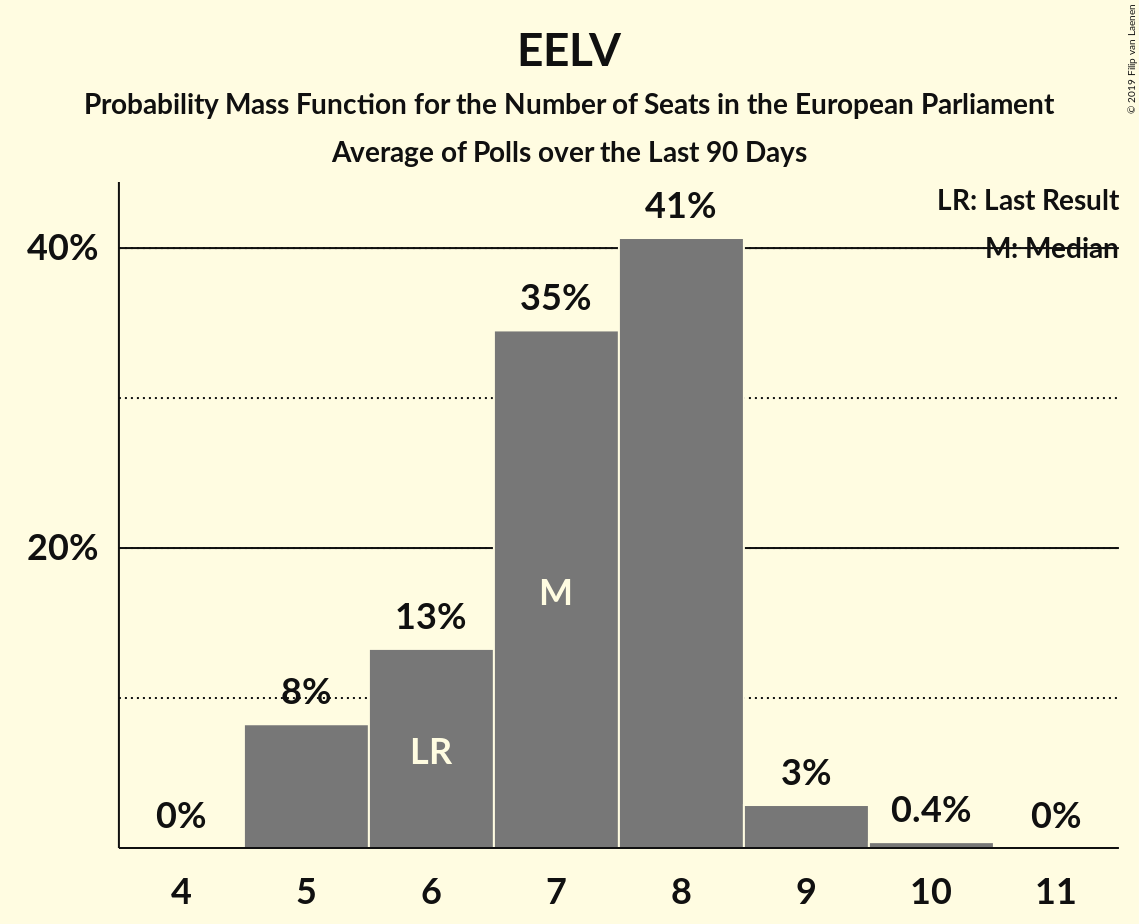 EELV
Probability Mass Function for the Number of Seats in the European Parliament
Average of Polls over the Last 90 Days
© 2019 Filip van Laenen
LR: Last Result
M: Median
40%
20%
0%
8%
13%
35%
41%
3%
0.4%
0%
LR
M
4 5 6 7 8 9 10 11